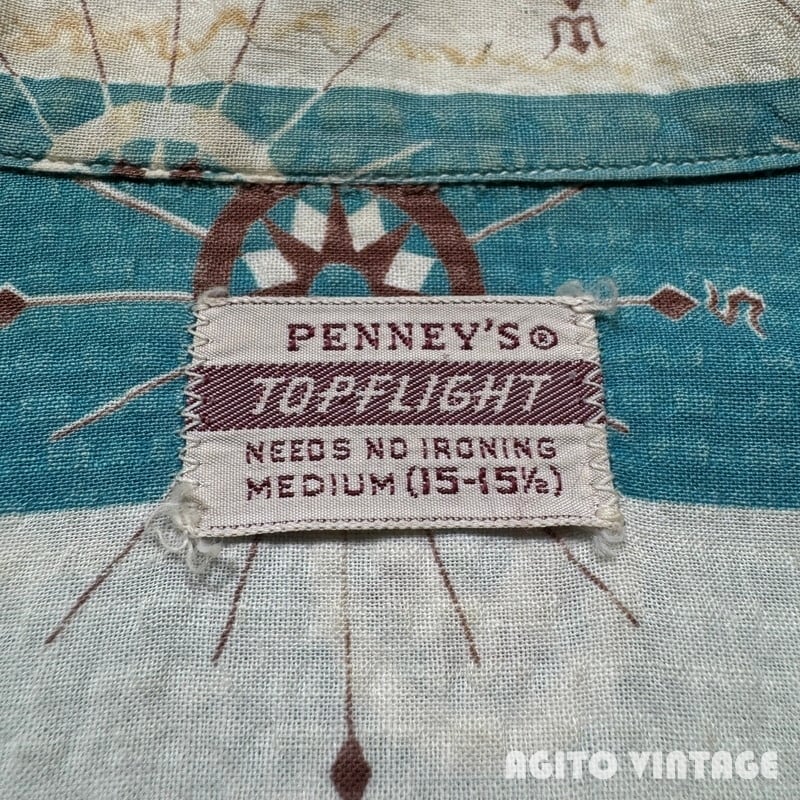 PENNEY'S®
TOPFLIGHT
NEEDS NO IRONING
MEDIUM (15-15½)
AGITO VINTAGE